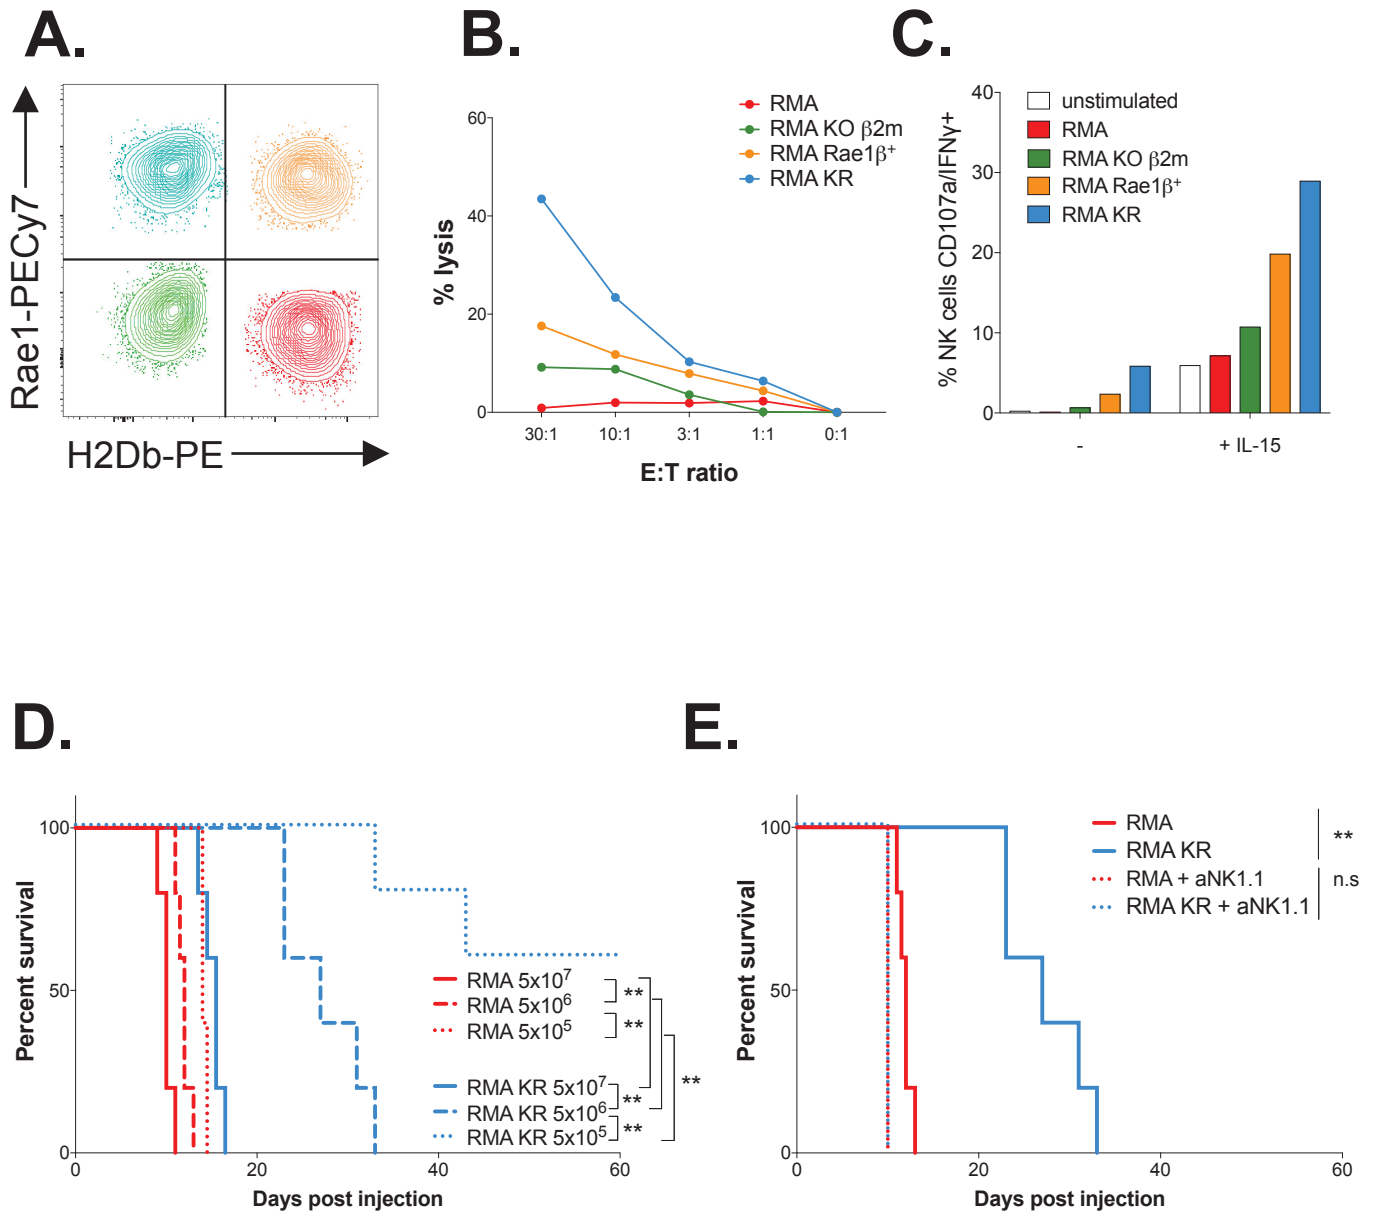 A.
Rae1-PECy7
H2Db-PE
B.
RMA
RMA KO β2m
RMA Rae1β⁺
RMA KR
% lysis
60
40
20
0
30:1 10:1 3:1 1:1 0:1
E:T ratio
C.
unstimulated
RMA
RMA KO β2m
RMA Rae1β⁺
RMA KR
% NK cells CD107a/IFNγ+
40
30
20
10
0
- + IL-15
D.
Percent survival
100
50
0
0 20 40 60
Days post injection
RMA 5x10⁷
RMA 5x10⁶
RMA 5x10⁵
RMA KR 5x10⁷
RMA KR 5x10⁶
RMA KR 5x10⁵
**
**
**
**
**
E.
Percent survival
100
50
0
0 20 40 60
Days post injection
RMA
RMA KR
RMA + aNK1.1
RMA KR + aNK1.1
**
n.s